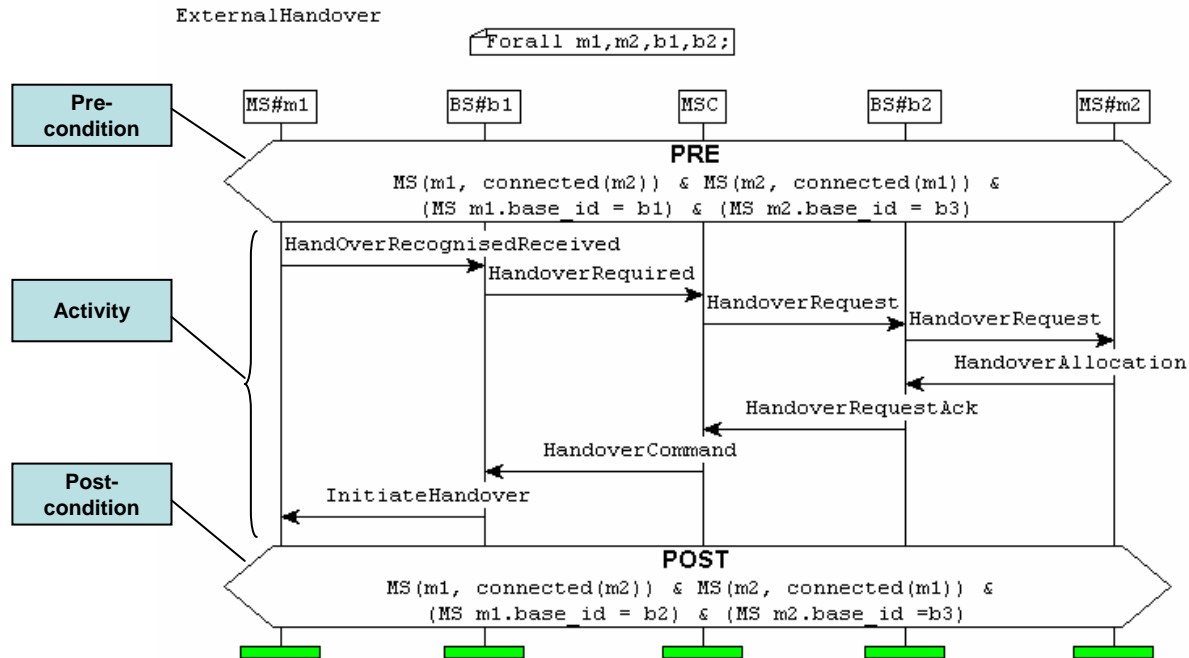 ExternalHandover
Forall m1,m2,b1,b2;
Pre-
condition
MS#m1
BS#b1
MSC
BS#b2
MS#m2
PRE
MS(m1, connected(m2)) & MS(m2, connected(m1)) &
(MS m1.base_id = b1) & (MS m2.base_id = b3)
HandOverRecognisedReceived
HandoverRequired
Activity
HandoverRequest
HandoverRequest
HandoverAllocation
HandoverRequestAck
HandoverCommand
Post-
condition
InitiateHandover
POST
MS(m1, connected(m2)) & MS(m2, connected(m1)) &
(MS m1.base_id = b2) & (MS m2.base_id =b3)